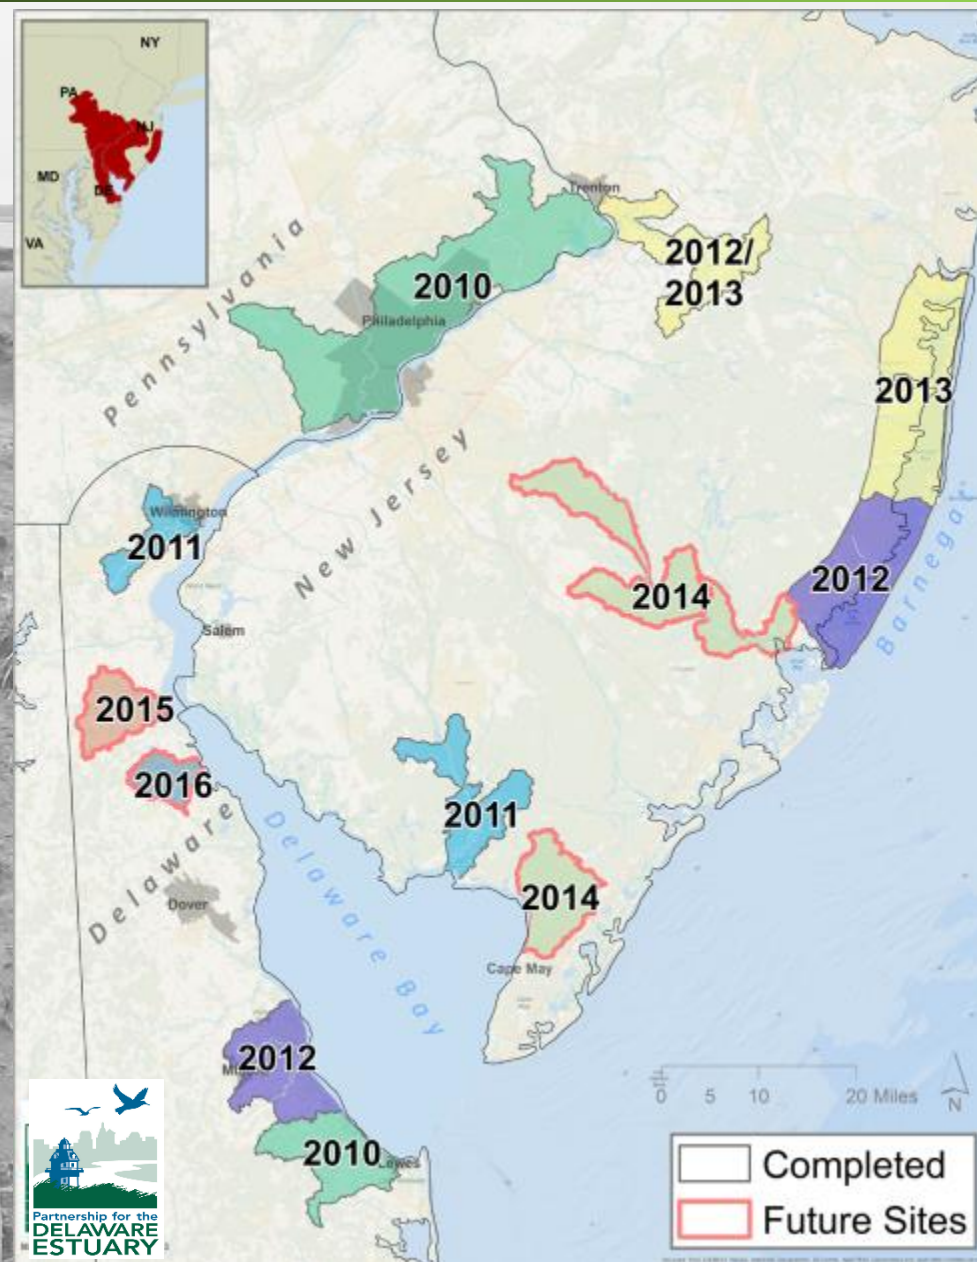 NY
PA
NJ
MD
DE
VA
Trenton
2012/
2013
Pennsylvania
2010
Philadelphia
2013
New Jersey
Wilmington
2011
2014
2012
Barnegat
Salem
2015
2016
2011
Delaware
Delaware Bay
2014
Dover
Cape May
2012
0 5 10 20 Miles
N
2010
Lewes
Completed
Future Sites
Partnership for the
DELAWARE
ESTUARY